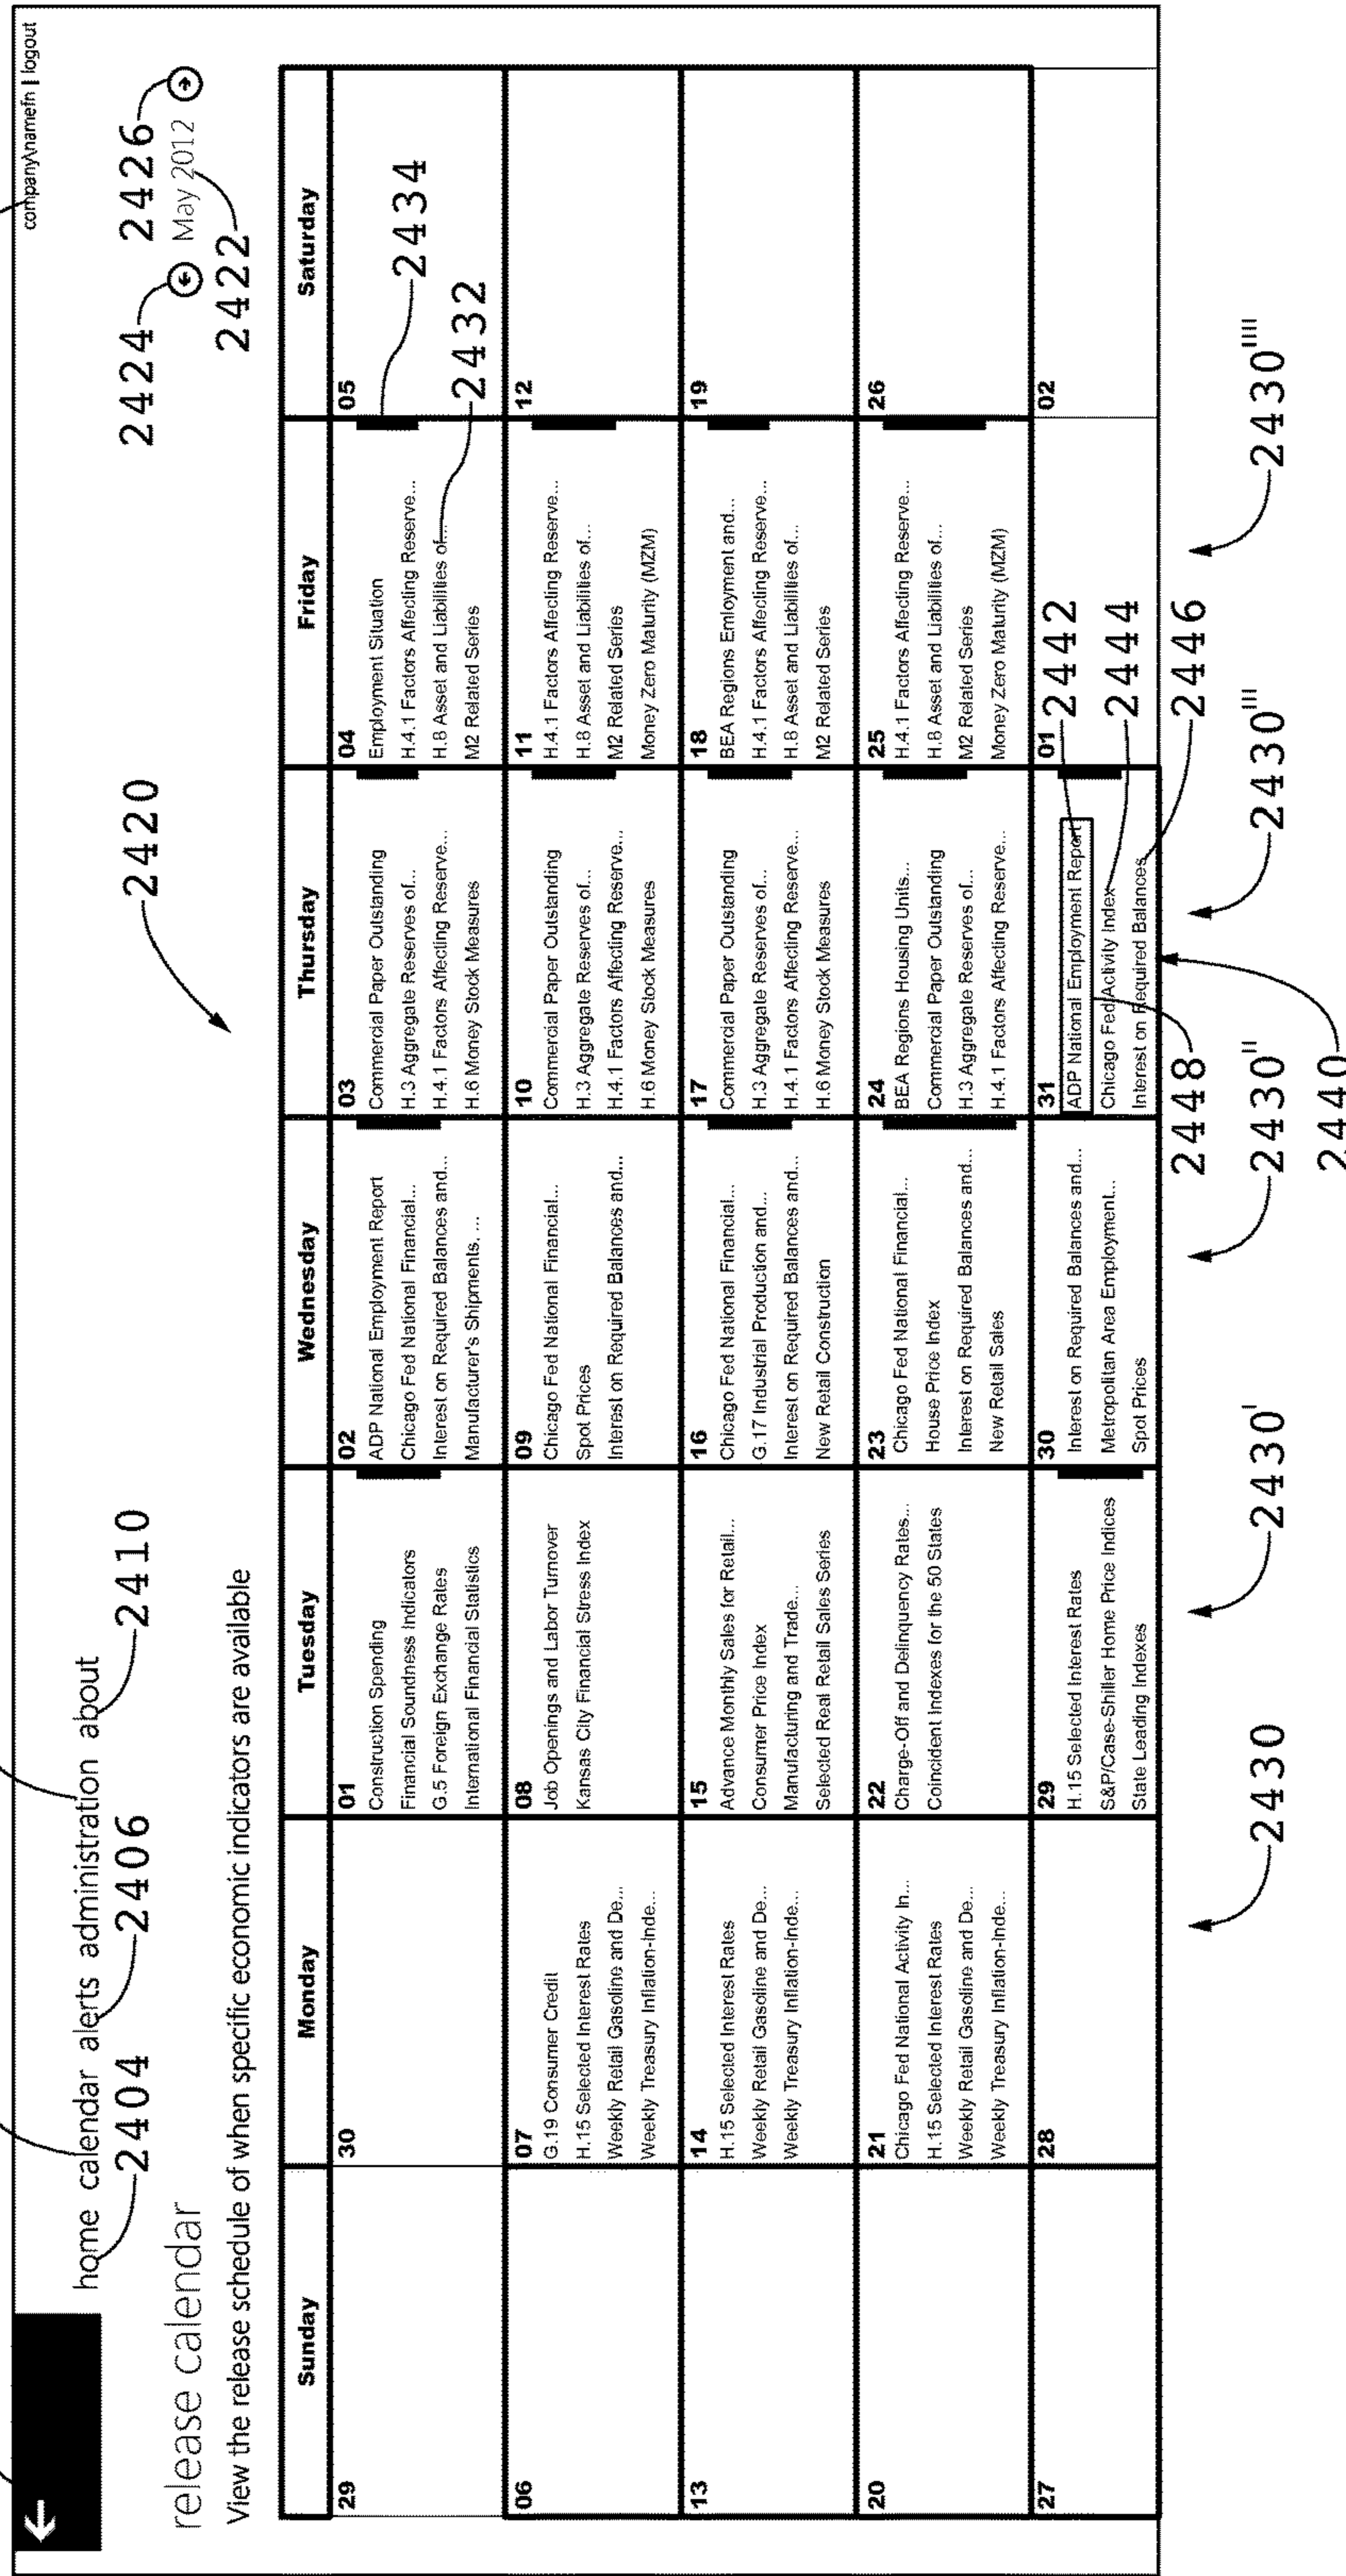 company\namefn | logout
home calendar alerts administration about
2404 2406 2410
2420
2424 2426
May 2012
2422
release calendar
View the release schedule of when specific economic indicators are available
Sunday Monday Tuesday Wednesday Thursday Friday Saturday
29
30
01
Construction Spending
Financial Soundness Indicators
G.5 Foreign Exchange Rates
International Financial Statistics
02
ADP National Employment Report
Chicago Fed National Financial...
Interest on Required Balances and...
Manufacturer's Shipments, ...
03
Commercial Paper Outstanding
H.3 Aggregate Reserves of...
H.4.1 Factors Affecting Reserve...
H.6 Money Stock Measures
04
Employment Situation
H.4.1 Factors Affecting Reserve...
H.8 Asset and Liabilities of...
M2 Related Series
05
2434
2432
06
07
G.19 Consumer Credit
H.15 Selected Interest Rates
Weekly Retail Gasoline and De...
Weekly Treasury Inflation-Inde...
08
Job Openings and Labor Turnover
Kansas City Financial Stress Index
09
Chicago Fed National Financial...
Spot Prices
Interest on Required Balances and...
10
Commercial Paper Outstanding
H.3 Aggregate Reserves of...
H.4.1 Factors Affecting Reserve...
H.6 Money Stock Measures
11
H.4.1 Factors Affecting Reserve...
H.8 Asset and Liabilities of...
M2 Related Series
Money Zero Maturity (MZM)
12
13
14
H.15 Selected Interest Rates
Weekly Retail Gasoline and De...
Weekly Treasury Inflation-Inde...
15
Advance Monthly Sales for Retail...
Consumer Price Index
Manufacturing and Trade...
Selected Real Retail Sales Series
16
Chicago Fed National Financial...
G.17 Industrial Production and...
Interest on Required Balances and...
New Retail Construction
17
Commercial Paper Outstanding
H.3 Aggregate Reserves of...
H.4.1 Factors Affecting Reserve...
H.6 Money Stock Measures
18
BEA Regions Emloyment and...
H.4.1 Factors Affecting Reserve...
H.8 Asset and Liabilities of...
M2 Related Series
19
20
21
Chicago Fed National Activity In...
H.15 Selected Interest Rates
Weekly Retail Gasoline and De...
Weekly Treasury Inflation-Inde...
22
Charge-Off and Delinquency Rates...
Coincident Indexes for the 50 States
23
Chicago Fed National Financial...
House Price Index
Interest on Required Balances and...
New Retail Sales
24
BEA Regions Housing Units...
Commercial Paper Outstanding
H.3 Aggregate Reserves of...
H.4.1 Factors Affecting Reserve...
25
H.4.1 Factors Affecting Reserve...
H.8 Asset and Liabilities of...
M2 Related Series
Money Zero Maturity (MZM)
26
27
28
29
H.15 Selected Interest Rates
S&P/Case-Shiller Home Price Indices
State Leading Indexes
30
Interest on Required Balances and...
Metropolitan Area Employment...
Spot Prices
31
ADP National Employment Report
Chicago Fed Activity Index
Interest on Required Balances
01
2442
2444
2446
02
2448
2430 2430' 2430'' 2430''' 2430''''
2440